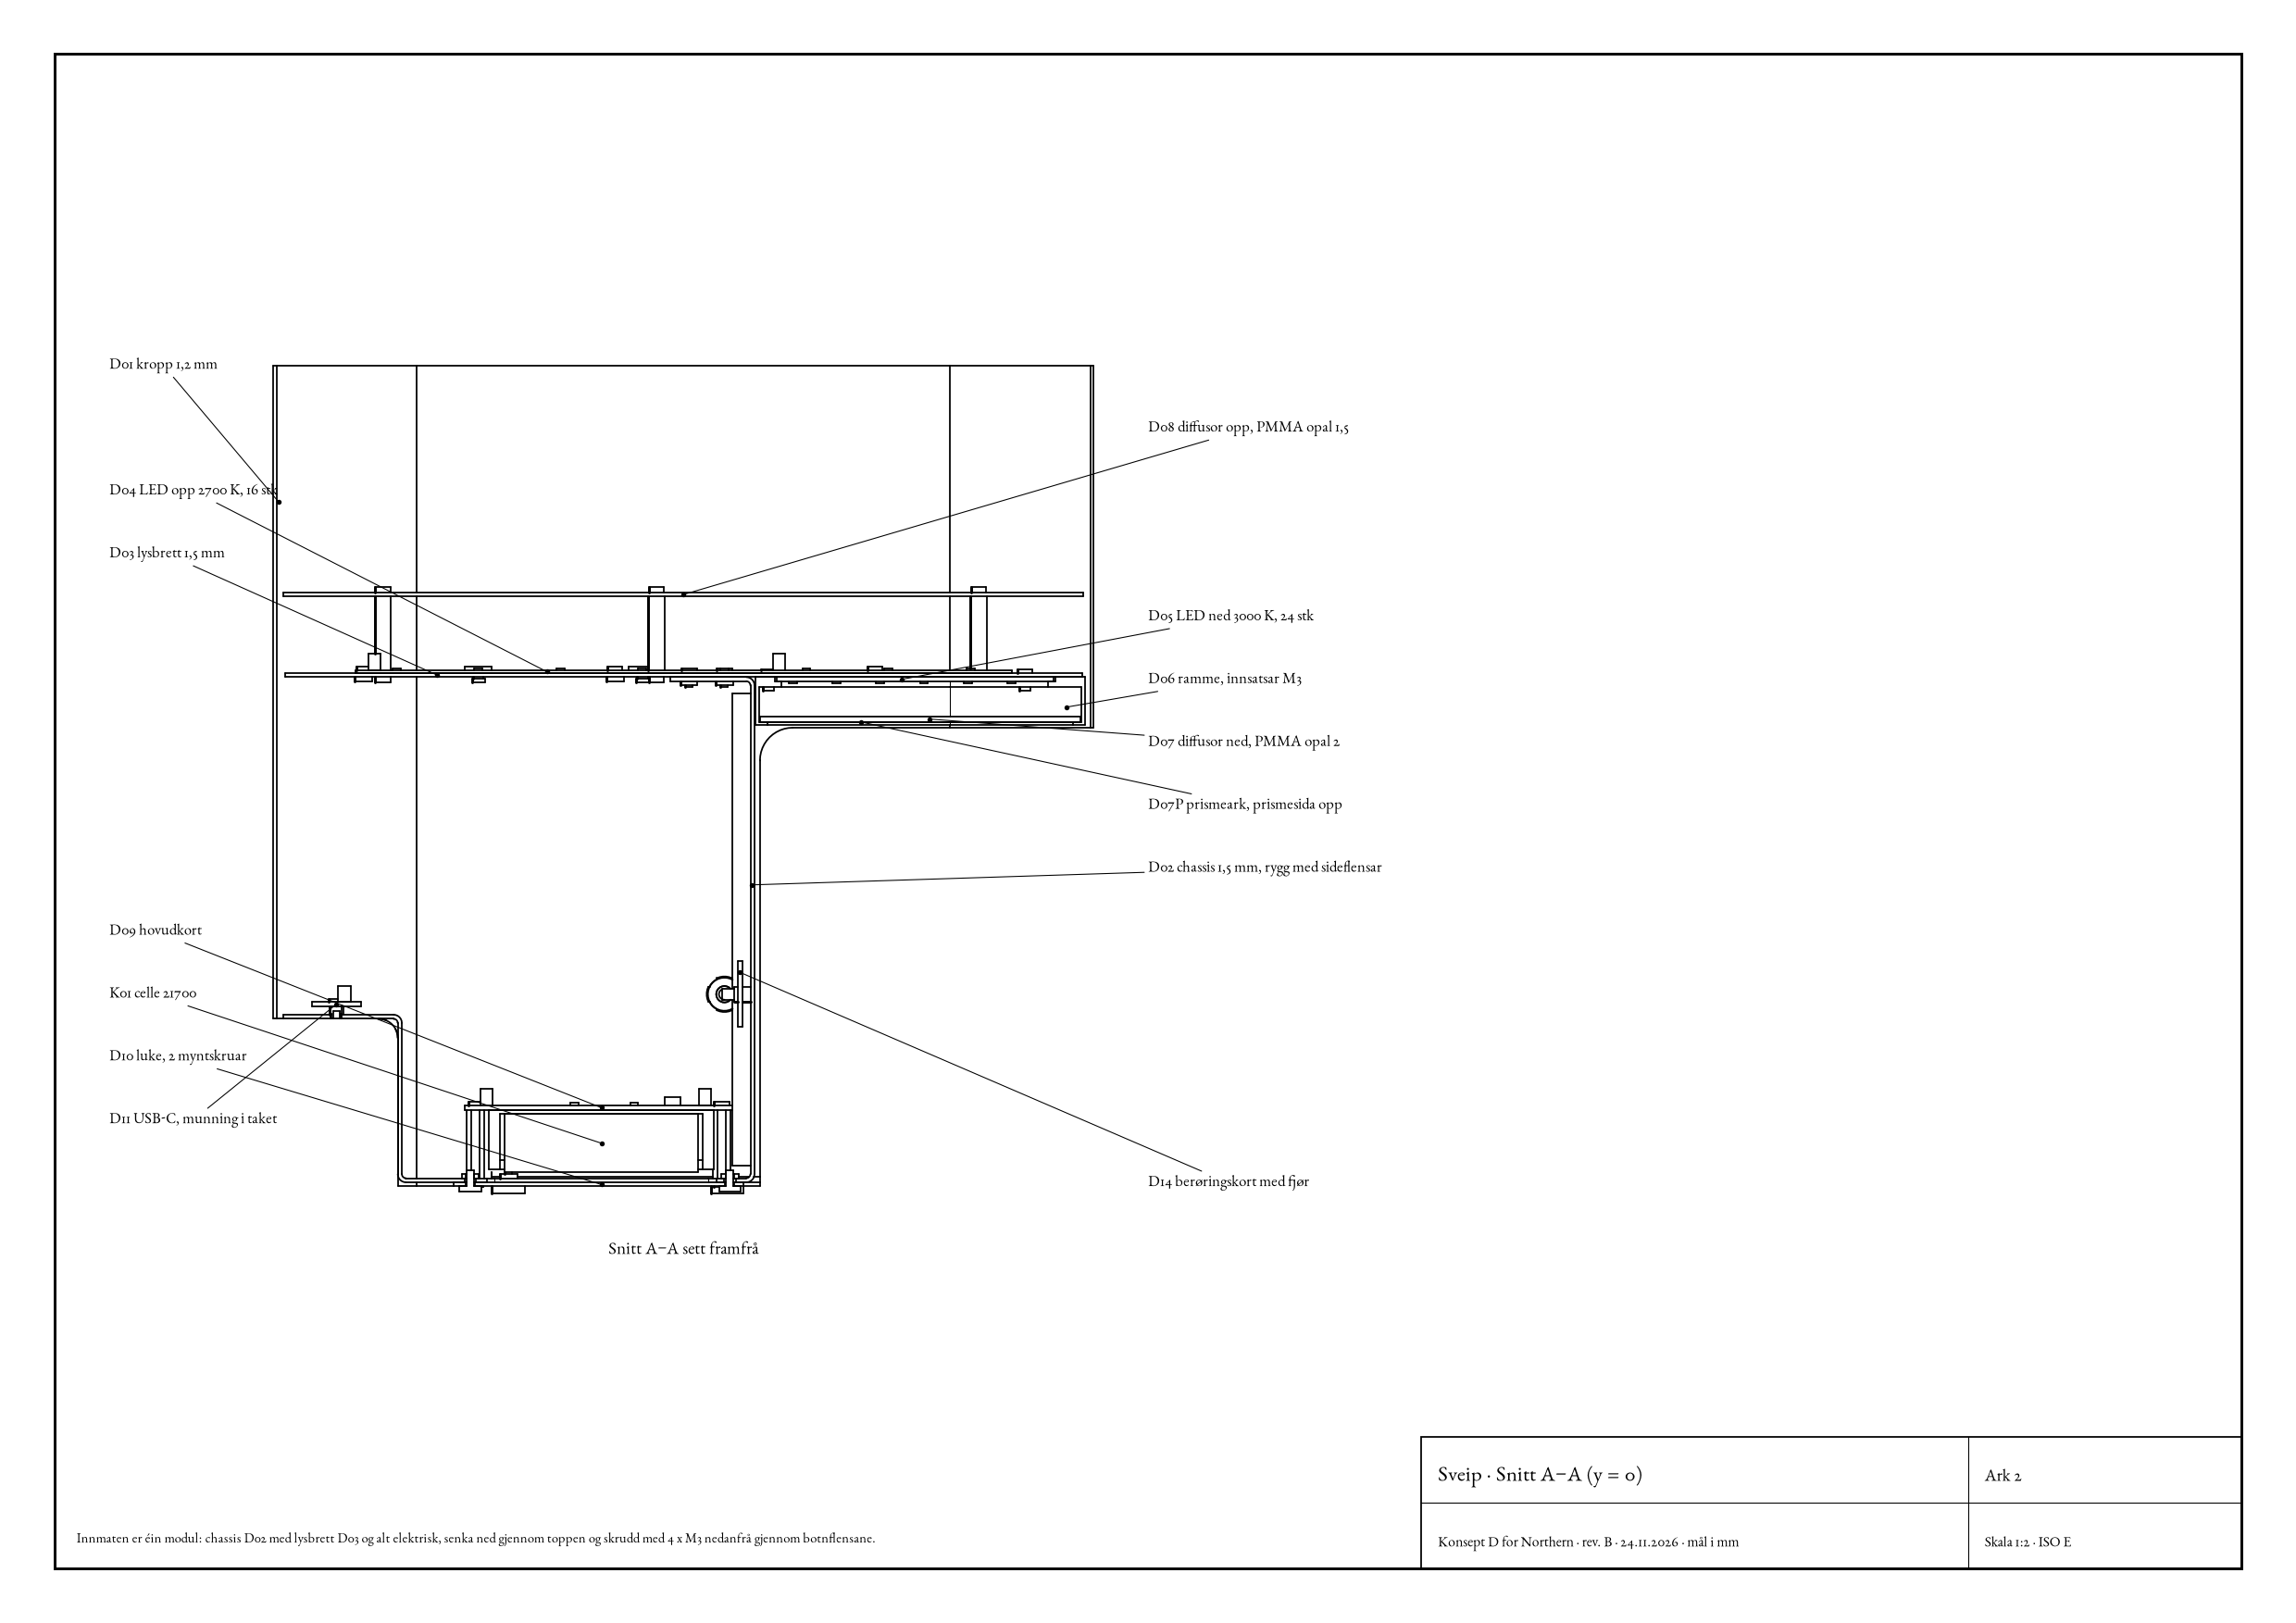 D01 kropp 1,2 mm
D04 LED opp 2700 K, 16 stk
D03 lysbrett 1,5 mm
D09 hovudkort
K01 celle 21700
D10 luke, 2 myntskruar
D11 USB-C, munning i taket
D08 diffusor opp, PMMA opal 1,5
D05 LED ned 3000 K, 24 stk
D06 ramme, innsatsar M3
D07 diffusor ned, PMMA opal 2
D07P prismeark, prismesida opp
D02 chassis 1,5 mm, rygg med sideflensar
D14 berøringskort med fjør
Snitt A–A sett framfrå
Innmaten er éin modul: chassis D02 med lysbrett D03 og alt elektrisk, senka ned gjennom toppen og skrudd med 4 x M3 nedanfrå gjennom botnflensane.
Sveip · Snitt A–A (y = 0)
Ark 2
Konsept D for Northern · rev. B · 24.11.2026 · mål i mm
Skala 1:2 · ISO E